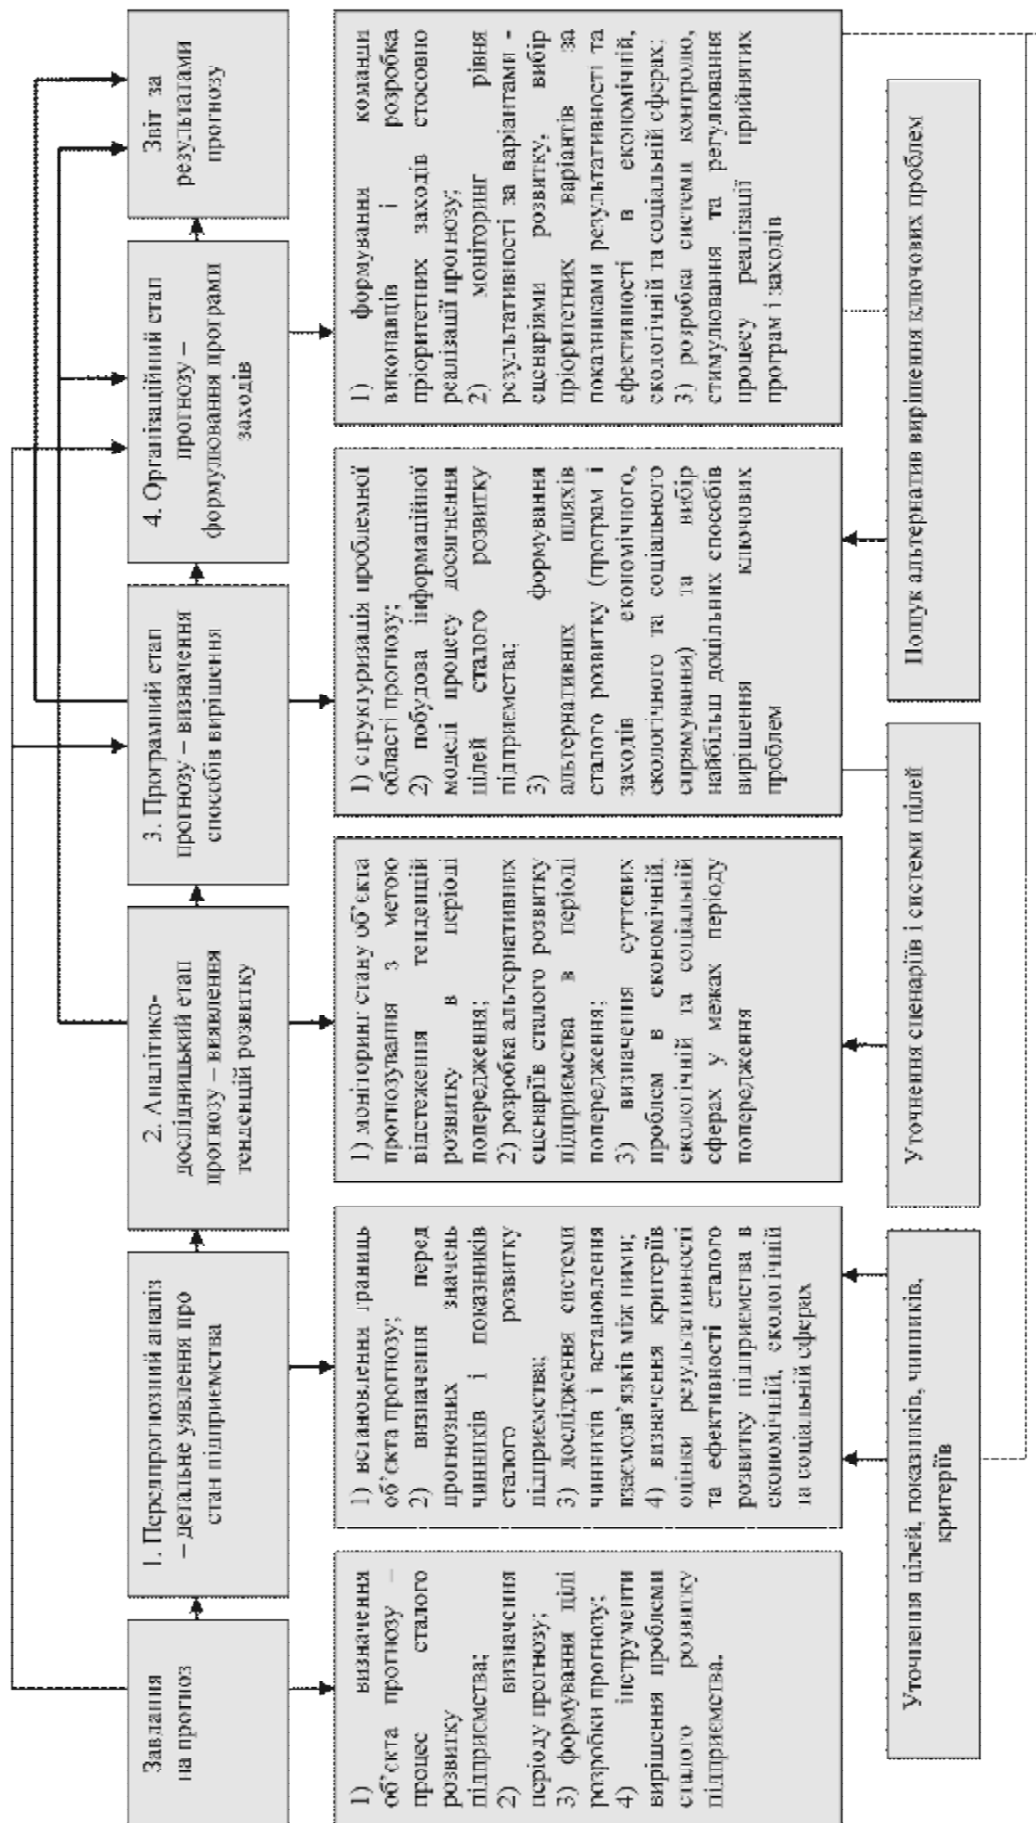 Завдання
на прогноз
1. Передпрогнозний аналіз
– детальне уявлення про
стан підприємства
2. Аналітико-
дослідницький етап
прогнозу – виявлення
тенденцій розвитку
3. Програмний етап
прогнозу – визначення
способів вирішення
4. Організаційний етап
прогнозу –
формулювання програми
заходів
Звіт за
результатами
прогнозу
1) визначення
об’єкта прогнозу –
процес сталого
розвитку
підприємства;
2) визначення
періоду прогнозу;
3) формування цілі
розробки прогнозу;
4) інструменти
вирішення проблеми
сталого розвитку
підприємства.
1) встановлення границь
об’єкта прогнозу;
2) визначення перед
прогнозних значень
чинників і показників
сталого розвитку
підприємства;
3) дослідження системи
чинників і встановлення
взаємозв’язків між ними;
4) визначення критеріїв
оцінки результативності
та ефективності сталого
розвитку підприємства в
економічній, екологічній
та соціальній сферах
1) моніторинг стану об’єкта
прогнозування з метою
відстеження тенденцій
розвитку в періоді
попередження;
2) розробка альтернативних
сценаріїв сталого розвитку
підприємства в періоді
попередження;
3) визначення суттєвих
проблем в економічній,
екологічній та соціальній
сферах у межах періоду
попередження
1) структуризація проблемної
області прогнозу;
2) побудова інформаційної
моделі процесу досягнення
цілей сталого розвитку
підприємства;
3) формування
альтернативних шляхів
сталого розвитку (програм і
заходів економічного,
екологічного та соціального
спрямування) та вибір
найбільш доцільних способів
вирішення ключових
проблем
1) формування команди
виконавців і розробка
пріоритетних заходів стосовно
реалізації прогнозу;
2) моніторинг рівня
результативності за варіантами -
сценаріями розвитку, вибір
пріоритетних варіантів за
показниками результативності та
ефективності в економічній,
екологічній та соціальній сферах;
3) розробка системи контролю,
стимулювання та регулювання
процесу реалізації прийнятих
програм і заходів
Уточнення цілей, показників, чинників,
критеріїв
Уточнення сценаріїв і системи цілей
Пошук альтернатив вирішення ключових проблем